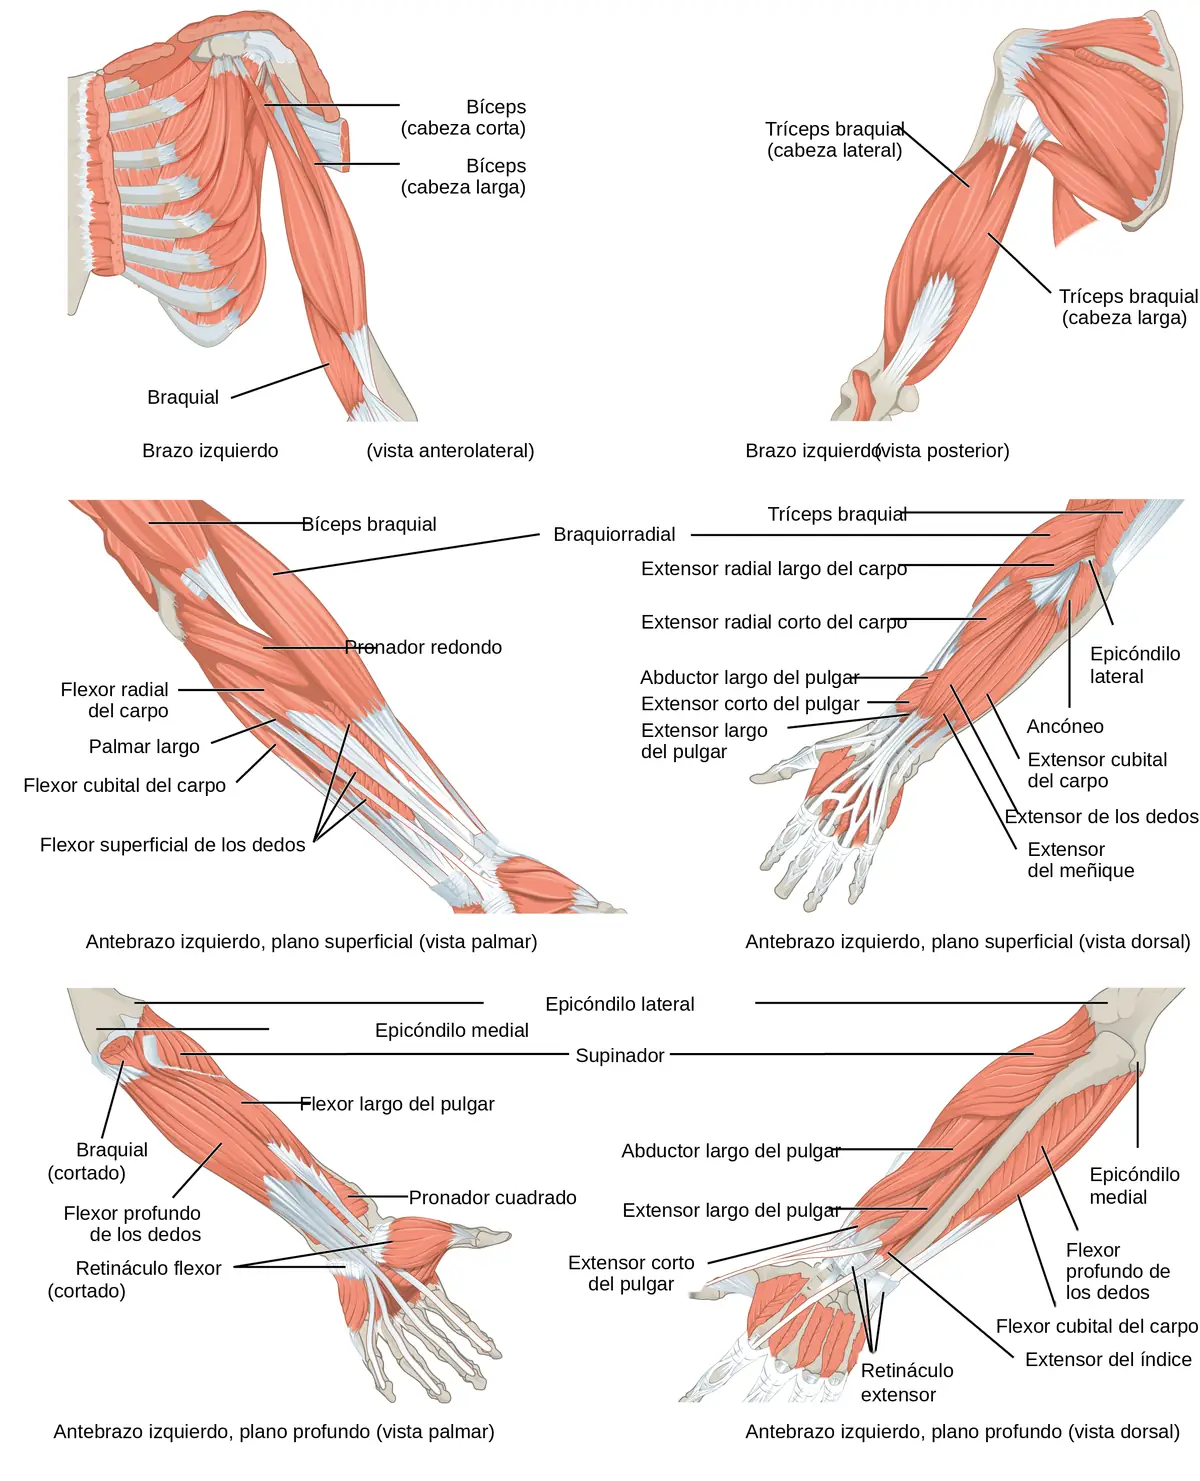 Bíceps
(cabeza corta)
Bíceps
(cabeza larga)
Braquial
Brazo izquierdo (vista anterolateral)
Tríceps braquial
(cabeza lateral)
Tríceps braquial
(cabeza larga)
Brazo izquierdo (vista posterior)
Bíceps braquial
Braquiorradial
Pronador redondo
Flexor radial
del carpo
Palmar largo
Flexor cubital del carpo
Flexor superficial de los dedos
Antebrazo izquierdo, plano superficial (vista palmar)
Tríceps braquial
Extensor radial largo del carpo
Extensor radial corto del carpo
Abductor largo del pulgar
Extensor corto del pulgar
Extensor largo
del pulgar
Epicóndilo
lateral
Ancóneo
Extensor cubital
del carpo
Extensor de los dedos
Extensor
del meñique
Antebrazo izquierdo, plano superficial (vista dorsal)
Epicóndilo lateral
Epicóndilo medial
Supinador
Flexor largo del pulgar
Braquial
(cortado)
Flexor profundo
de los dedos
Pronador cuadrado
Retináculo flexor
(cortado)
Antebrazo izquierdo, plano profundo (vista palmar)
Abductor largo del pulgar
Extensor largo del pulgar
Extensor corto
del pulgar
Epicóndilo
medial
Flexor
profundo de
los dedos
Flexor cubital del carpo
Extensor del índice
Retináculo
extensor
Antebrazo izquierdo, plano profundo (vista dorsal)